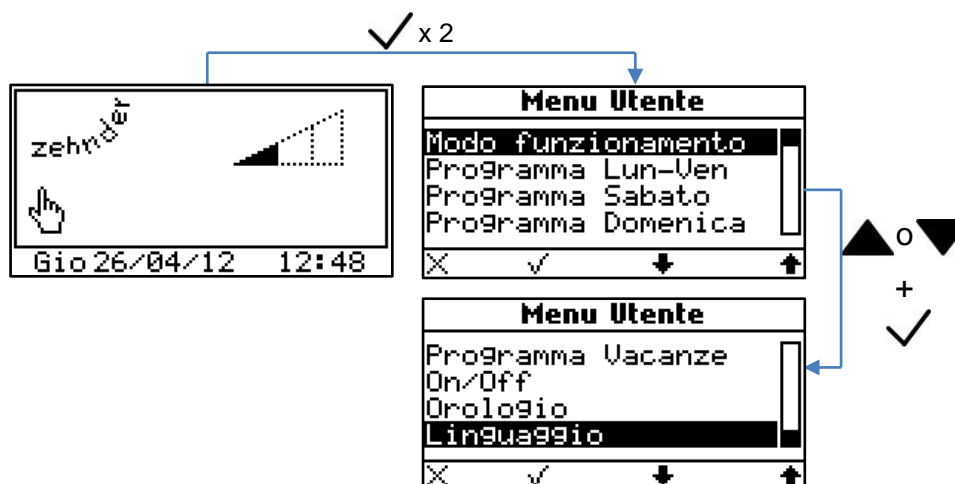 x 2
zehnder
Gio 26/04/12 12:48
Menu Utente
Modo funzionamento
Programma Lun-Ven
Programma Sabato
Programma Domenica
o
+
Menu Utente
Programma Vacanze
On/Off
Orologio
Linguaggio